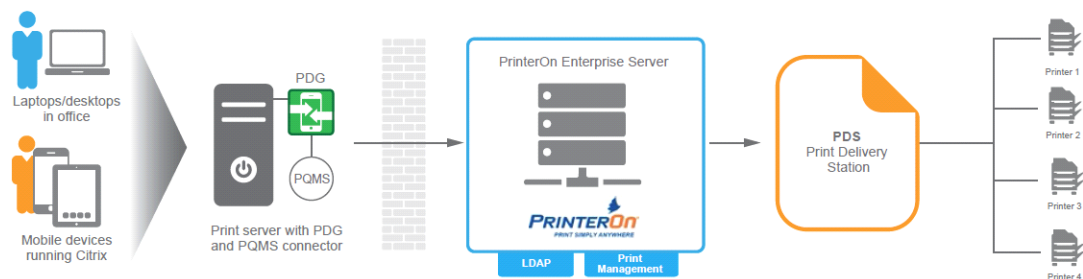 Laptops/desktops
in office
Mobile devices
running Citrix
PDG
PQMS
Print server with PDG
and PQMS connector
PrinterOn Enterprise Server
PRINTERON
PRINT SIMPLY ANYWHERE
LDAP
Print
Management
PDS
Print Delivery
Station
Printer 1
Printer 2
Printer 3
Printer 4